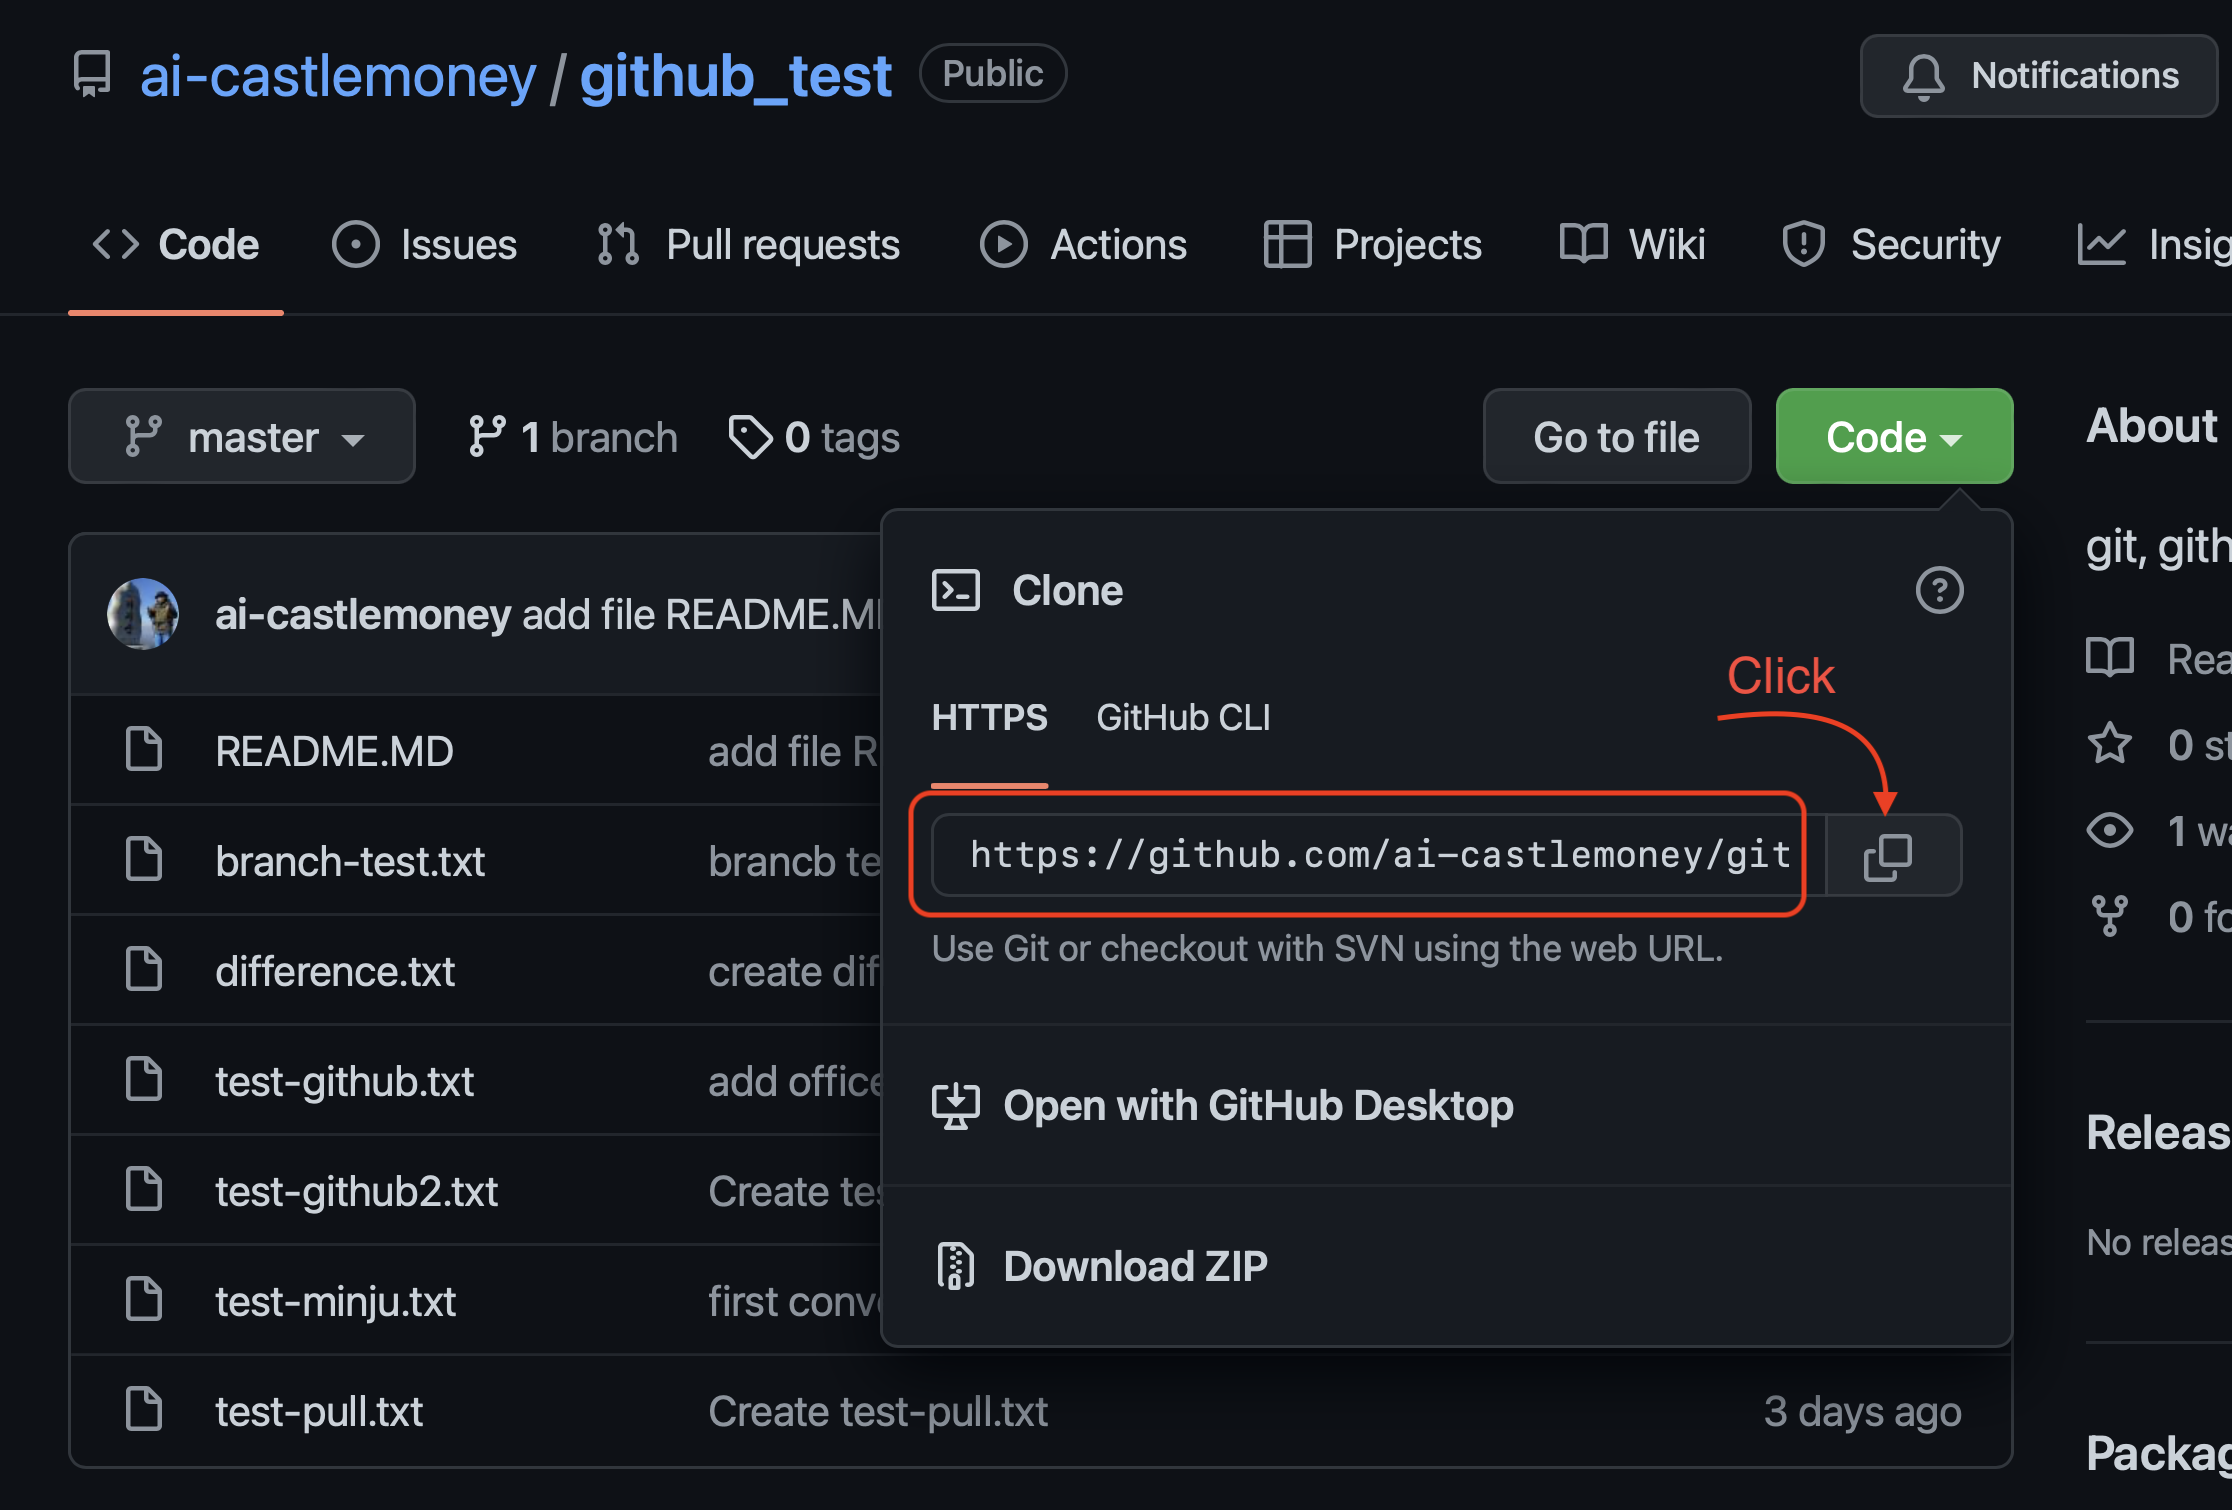 ai-castlemoney / github_test Public
Notifications
Code Issues Pull requests Actions Projects Wiki Security Insig
master 1 branch 0 tags Go to file Code
About
git, gith
ai-castlemoney add file README.M
Clone
Click
HTTPS GitHub CLI
https://github.com/ai-castlemoney/git
Use Git or checkout with SVN using the web URL.
Open with GitHub Desktop
Download ZIP
README.MD add file R
branch-test.txt brancb te
difference.txt create dif
test-github.txt add office
test-github2.txt Create tes
test-minju.txt first conv
test-pull.txt Create test-pull.txt 3 days ago
Rea
0 st
1 wa
0 fo
Releas
No releas
Packag